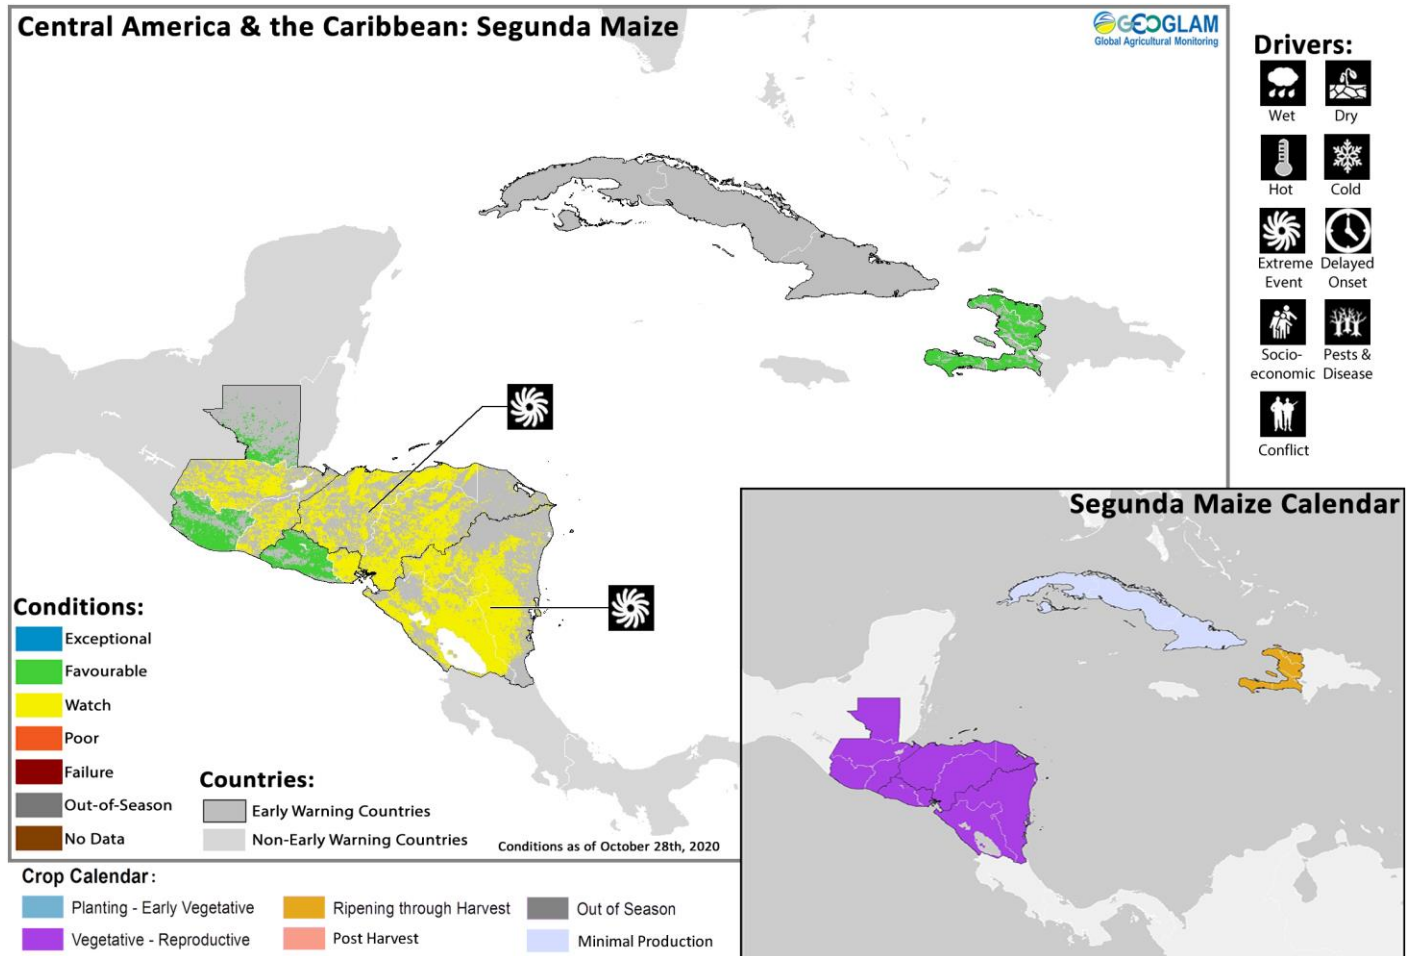 Central America & the Caribbean: Segunda Maize
GEOGLAM
Global Agricultural Monitoring
Drivers:
Wet
Dry
Hot
Cold
Extreme
Event
Delayed
Onset
Socio-
economic
Pests &
Disease
Conflict
Segunda Maize Calendar
Conditions:
Exceptional
Favourable
Watch
Poor
Failure
Out-of-Season
No Data
Countries:
Early Warning Countries
Non-Early Warning Countries
Conditions as of October 28th, 2020
Crop Calendar:
Planting - Early Vegetative
Ripening through Harvest
Out of Season
Vegetative - Reproductive
Post Harvest
Minimal Production